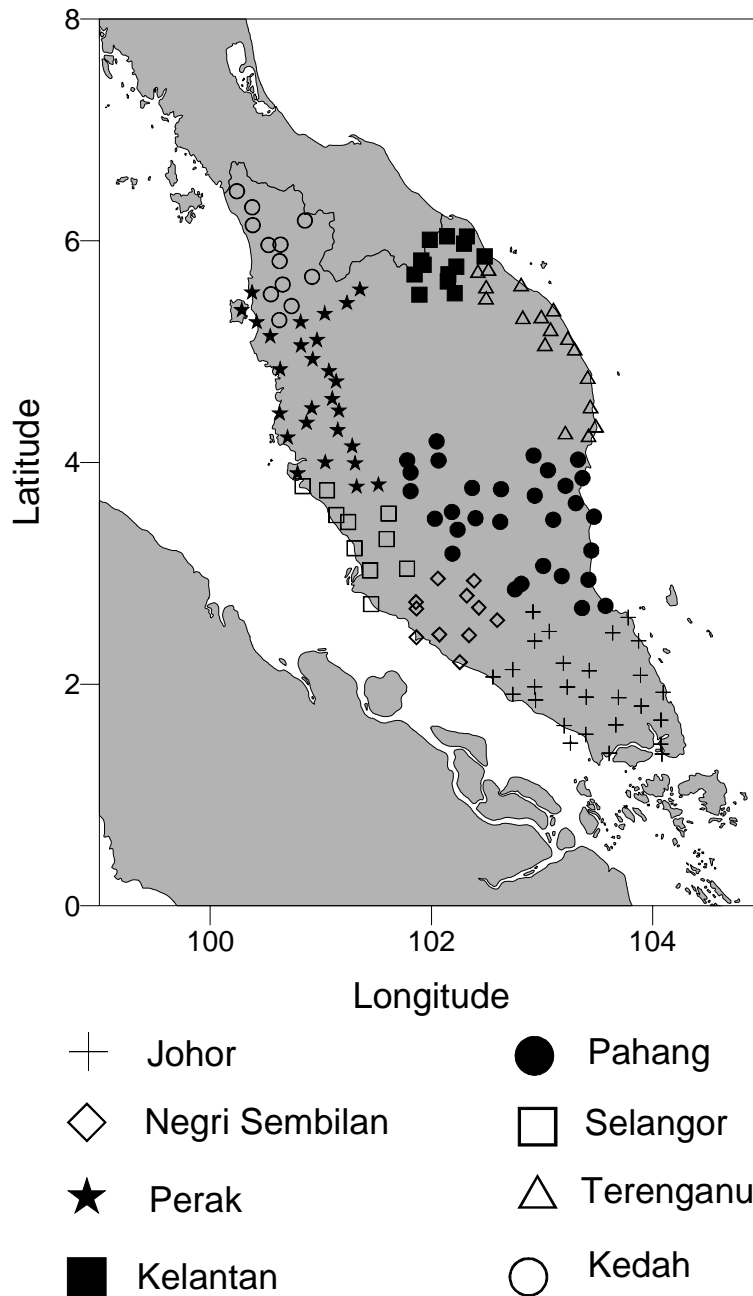 8
6
4
2
0
Latitude
100 102 104
Longitude
Johor Pahang
Negri Sembilan Selangor
Perak Terenganu
Kelantan Kedah